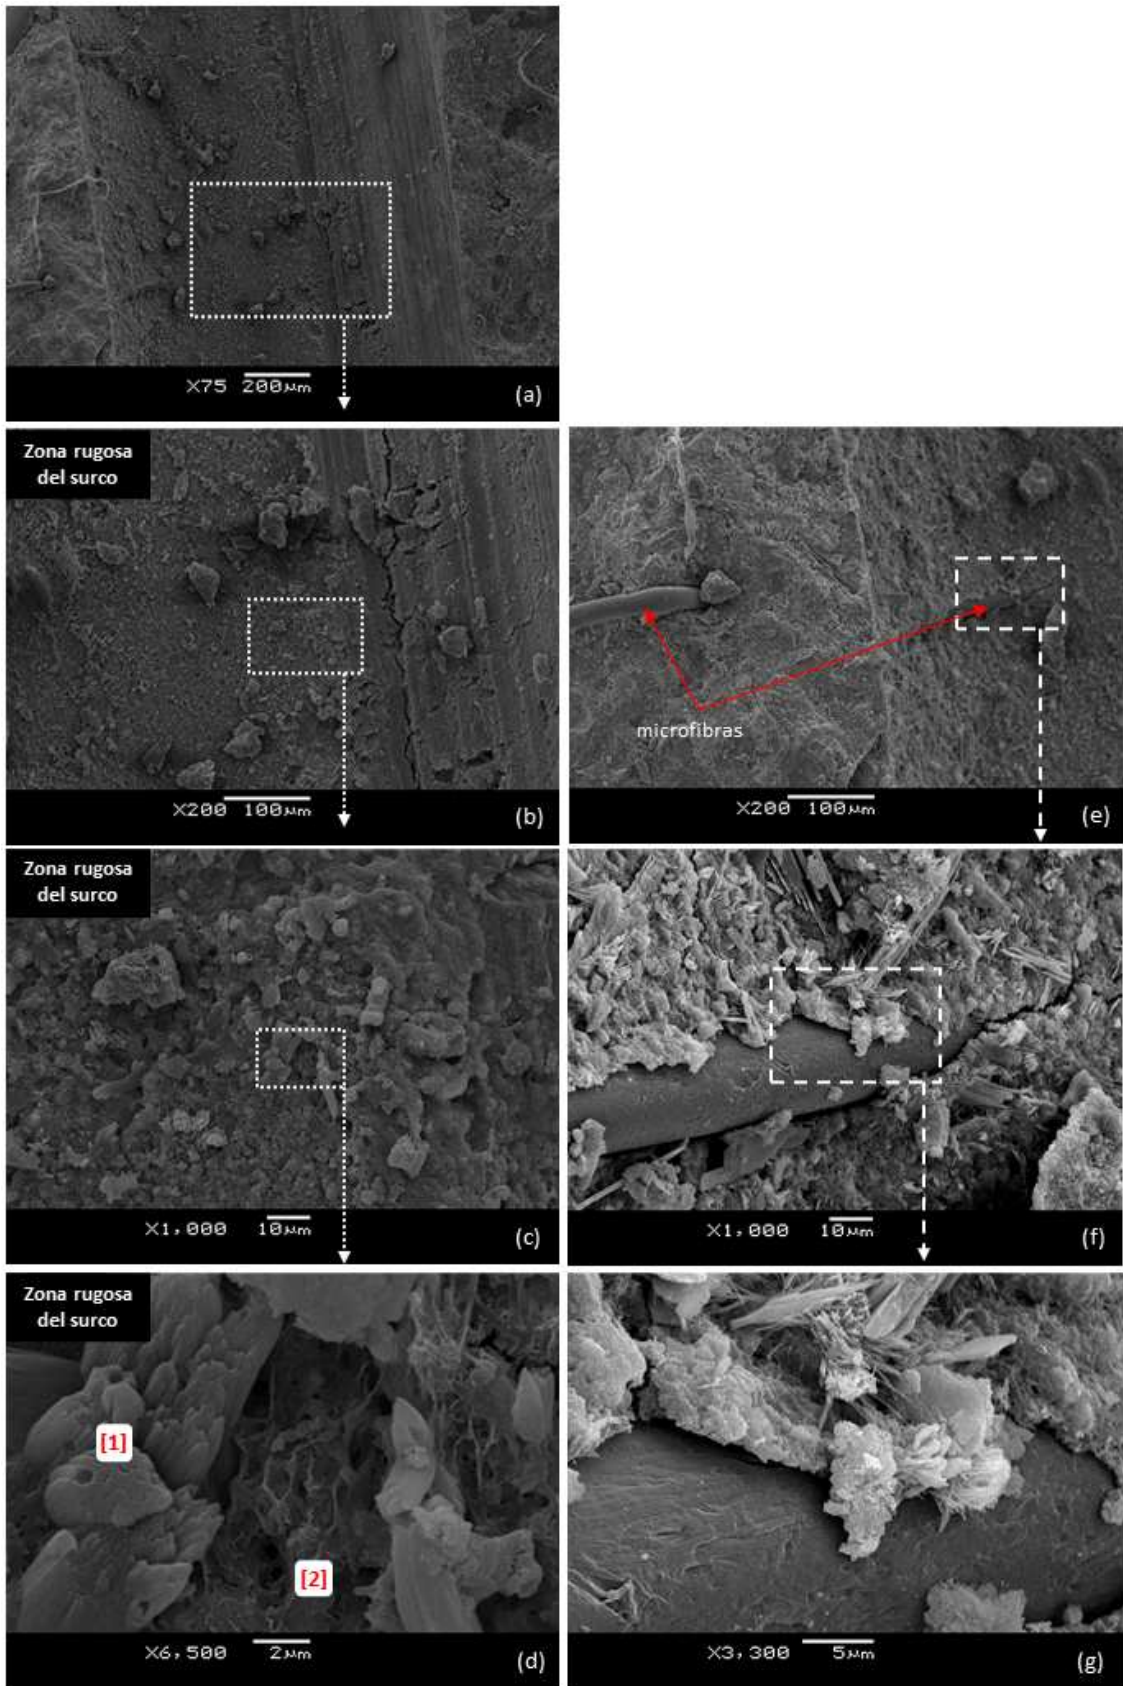 X75 200μm
(a)
Zona rugosa
del surco
X200 100μm
(b)
microfibras
X200 100μm
(e)
Zona rugosa
del surco
X1,000 10μm
(c)
X1,000 10μm
(f)
Zona rugosa
del surco
[1]
[2]
X6,500 2μm
(d)
X3,300 5μm
(g)